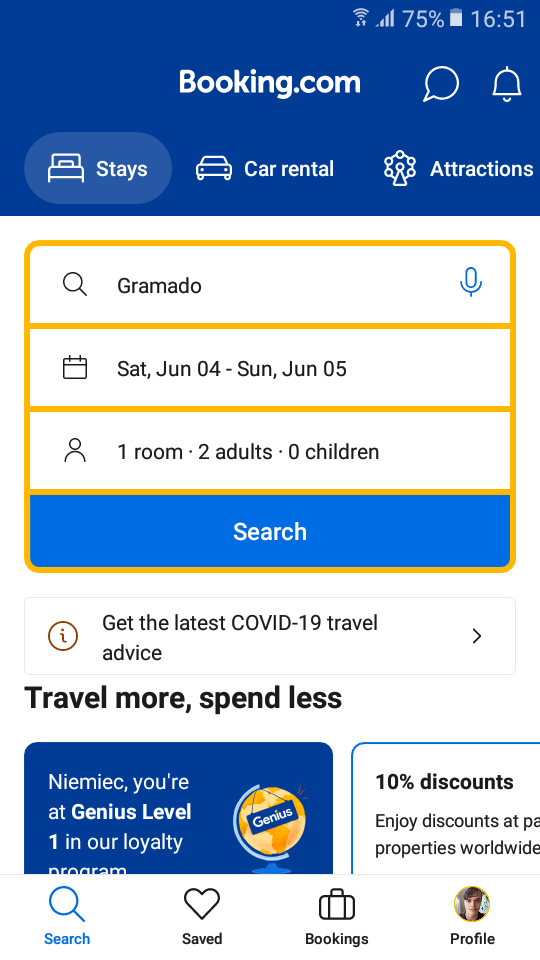 75% 16:51
Booking.com
Stays Car rental Attractions
Gramado
Sat, Jun 04 - Sun, Jun 05
1 room · 2 adults · 0 children
Search
Get the latest COVID-19 travel
advice
Travel more, spend less
Niemiec, you're
at Genius Level
1 in our loyalty
program
Genius
10% discounts
Enjoy discounts at pa
properties worldwide
Search Saved Bookings Profile